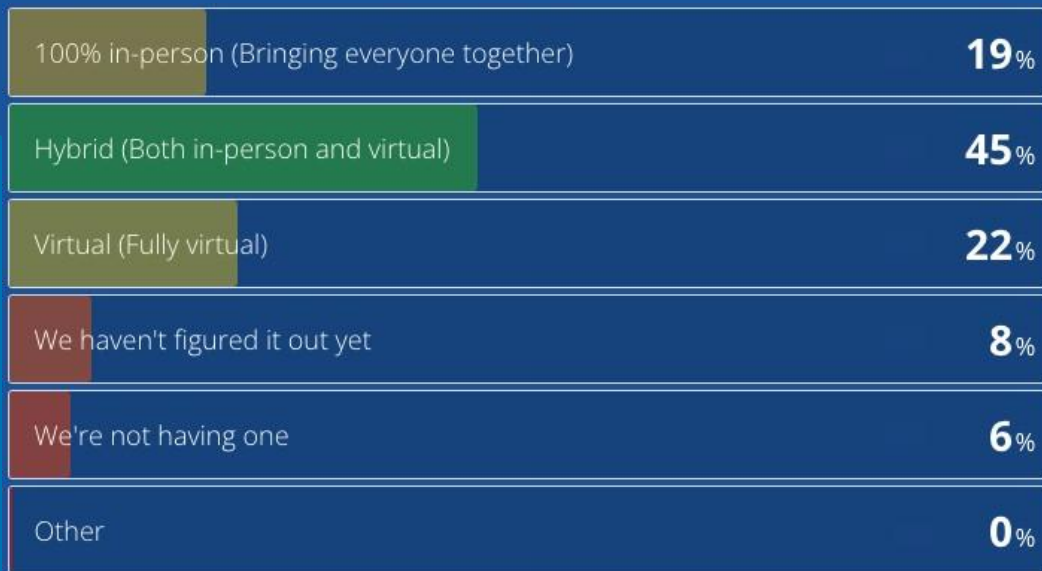 100% in-person (Bringing everyone together) 19%
Hybrid (Both in-person and virtual) 45%
Virtual (Fully virtual) 22%
We haven't figured it out yet 8%
We're not having one 6%
Other 0%